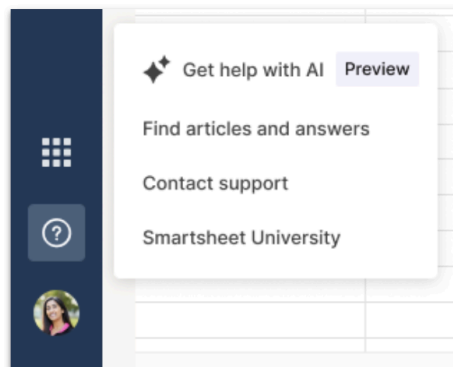 Get help with AI Preview
Find articles and answers
Contact support
?
Smartsheet University